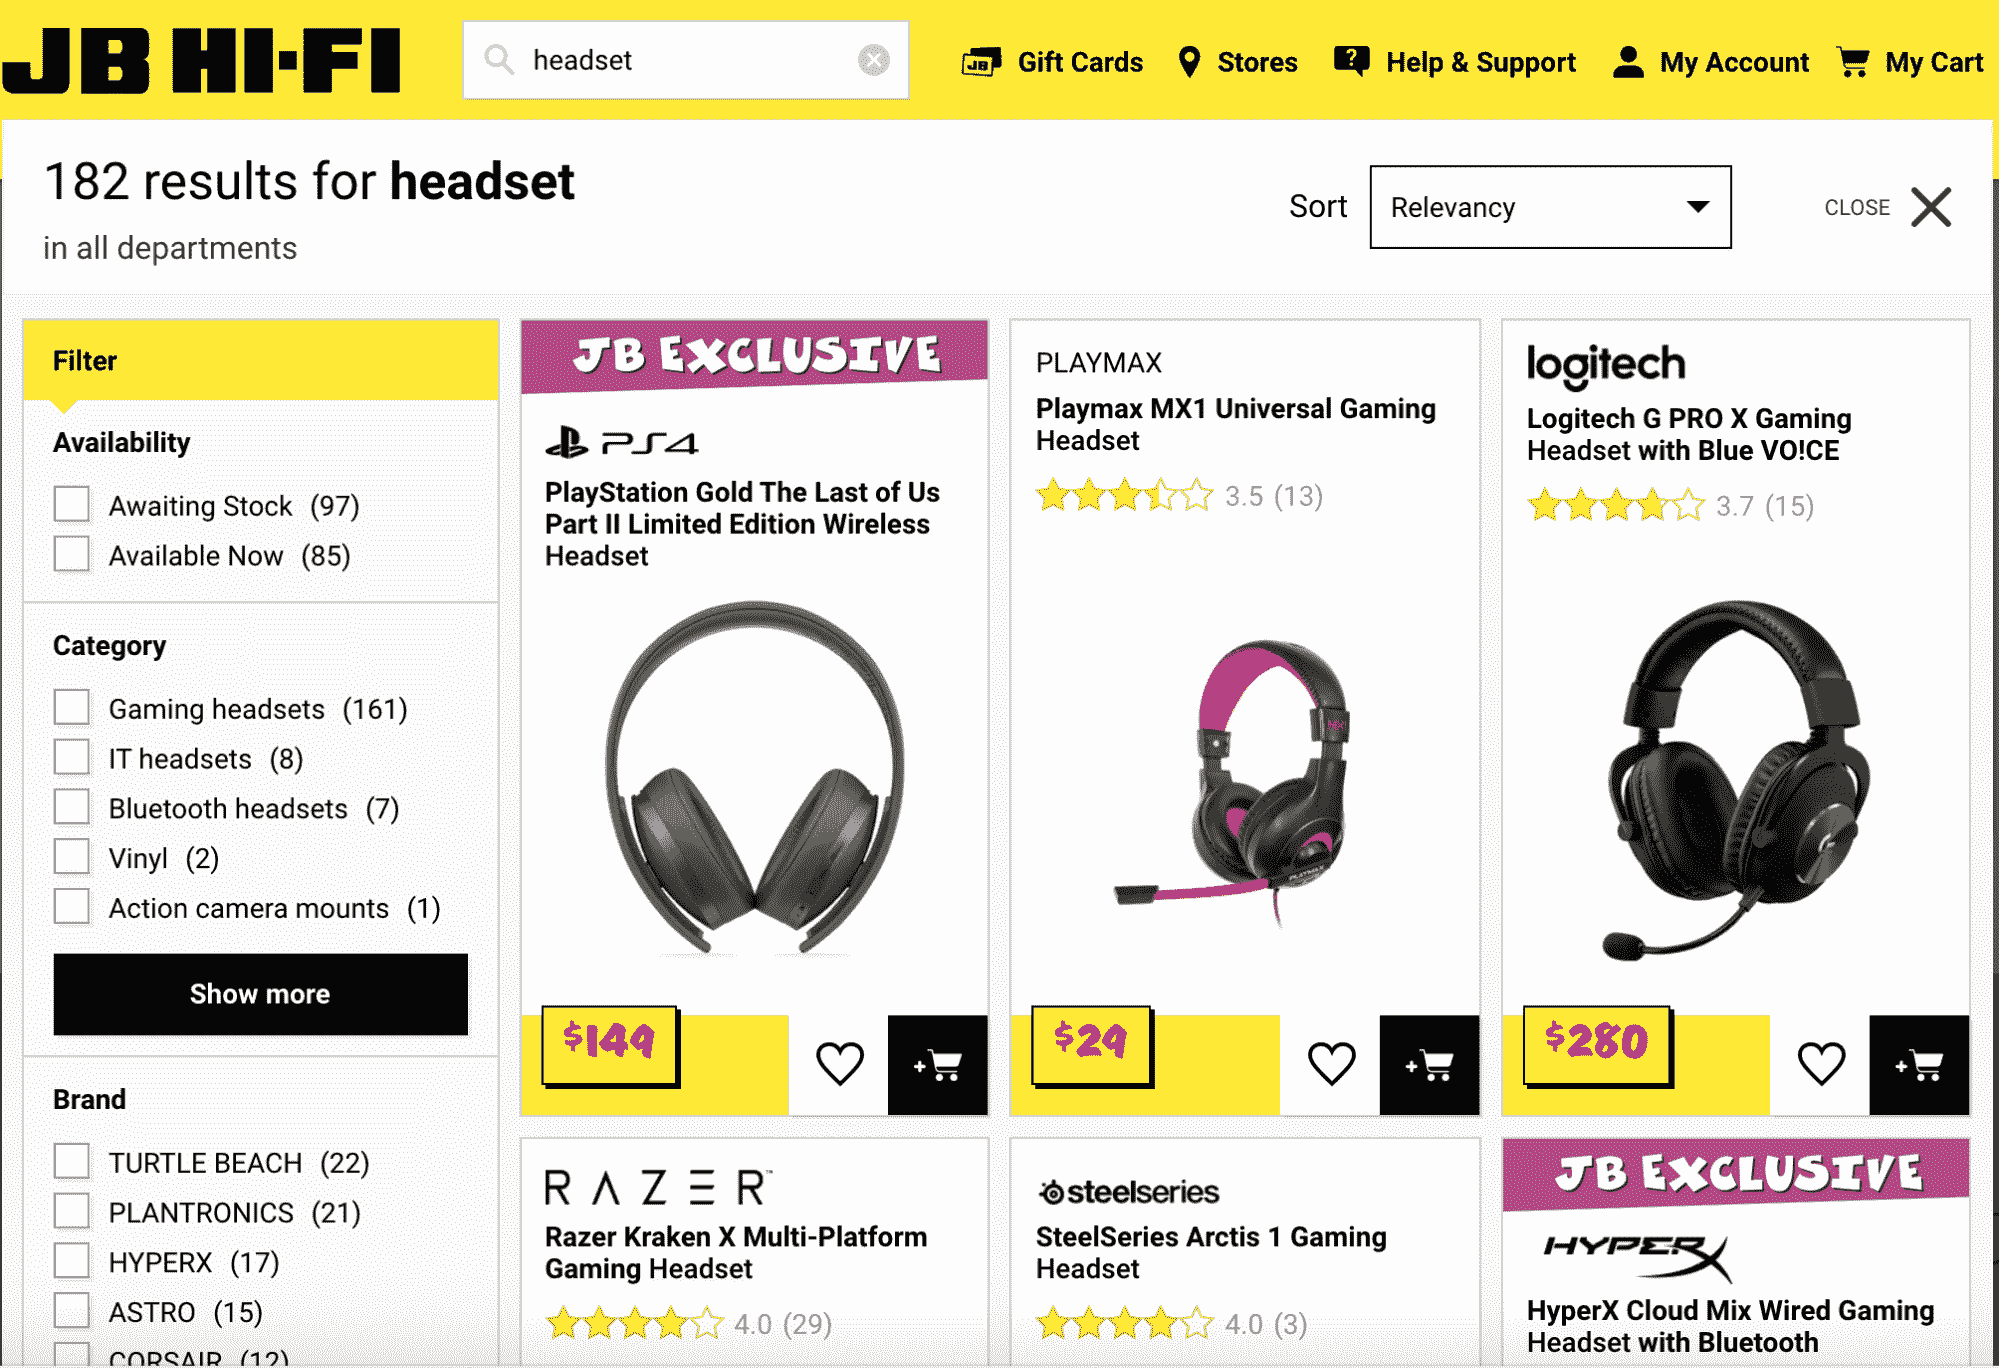 JB HI-FI
headset
JB
Gift Cards
Stores
?
Help & Support
My Account
My Cart
182 results for headset
in all departments
Sort
Relevancy
CLOSE
Filter
Availability
Awaiting Stock (97)
Available Now (85)
Category
Gaming headsets (161)
IT headsets (8)
Bluetooth headsets (7)
Vinyl (2)
Action camera mounts (1)
Show more
Brand
TURTLE BEACH (22)
PLANTRONICS (21)
HYPERX (17)
ASTRO (15)
CORSAIR (12)
JB EXCLUSIVE
PS4
PlayStation Gold The Last of Us
Part II Limited Edition Wireless
Headset
$149
PLAYMAX
Playmax MX1 Universal Gaming
Headset
3.5 (13)
PLAYMAX
$29
logitech
Logitech G PRO X Gaming
Headset with Blue VO!CE
3.7 (15)
$280
RAZER™
Razer Kraken X Multi-Platform
Gaming Headset
4.0 (29)
steelseries
SteelSeries Arctis 1 Gaming
Headset
4.0 (3)
JB EXCLUSIVE
HYPERX
HyperX Cloud Mix Wired Gaming
Headset with Bluetooth